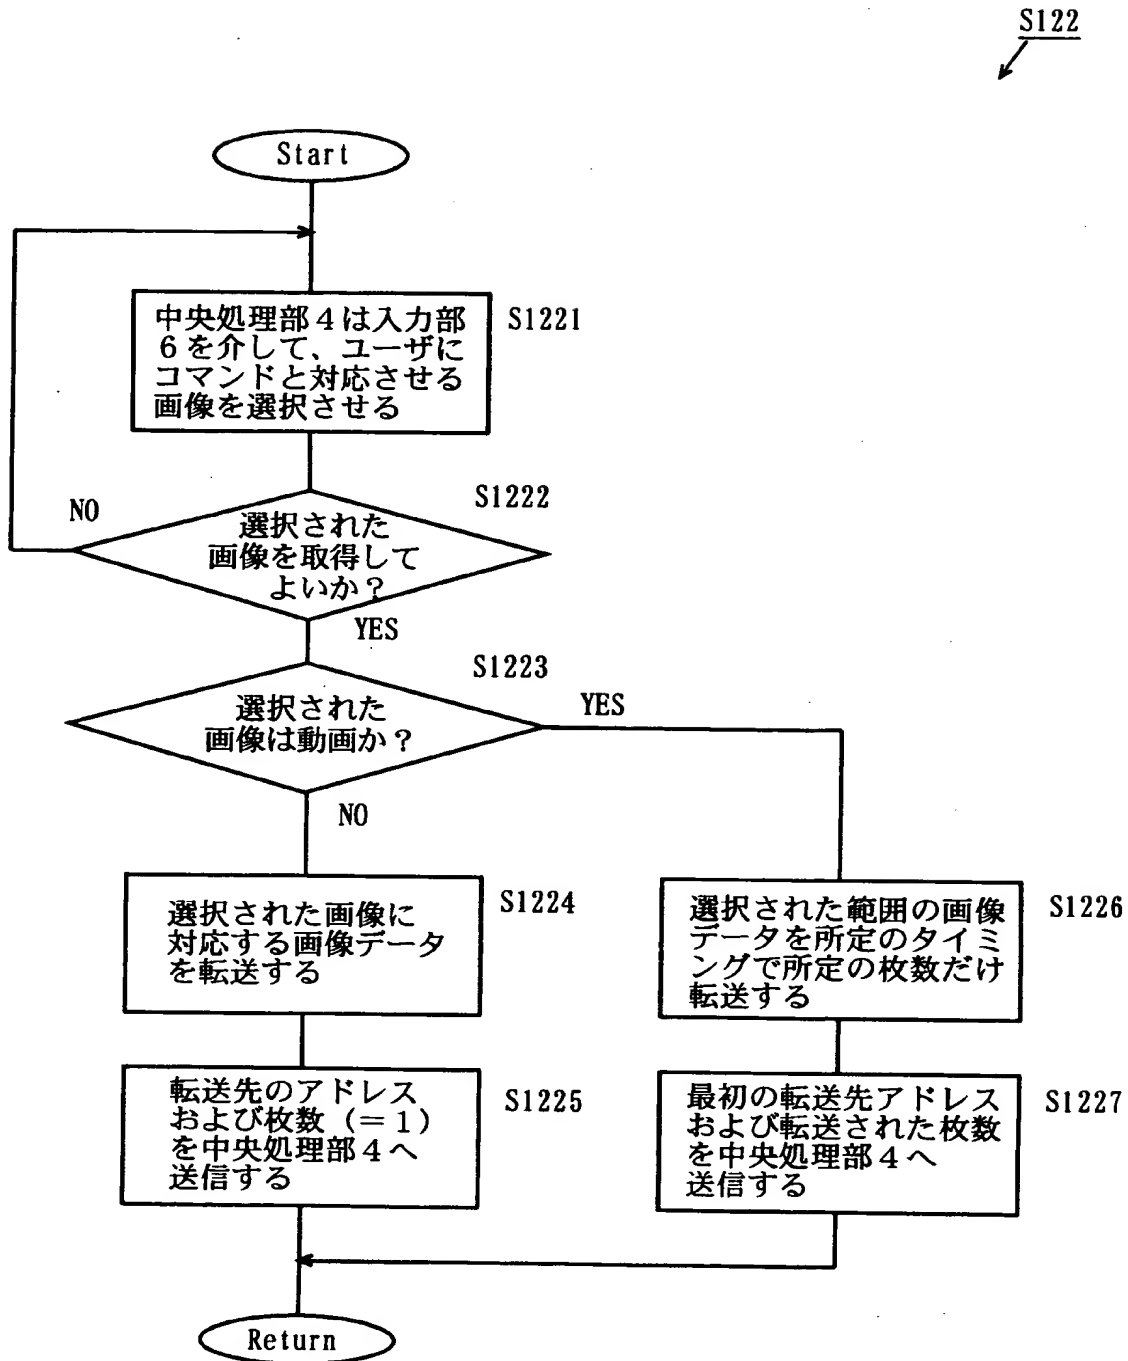 S122
Start
中央処理部４は入力部
６を介して、ユーザに
コマンドと対応させる
画像を選択させる
S1221
S1222
NO
選択された
画像を取得して
よいか？
YES
S1223
選択された
画像は動画か？
YES
NO
選択された画像に
対応する画像データ
を転送する
S1224
選択された範囲の画像
データを所定のタイミ
ングで所定の枚数だけ
転送する
S1226
転送先のアドレス
および枚数（＝１）
を中央処理部４へ
送信する
S1225
最初の転送先アドレス
および転送された枚数
を中央処理部４へ
送信する
S1227
Return